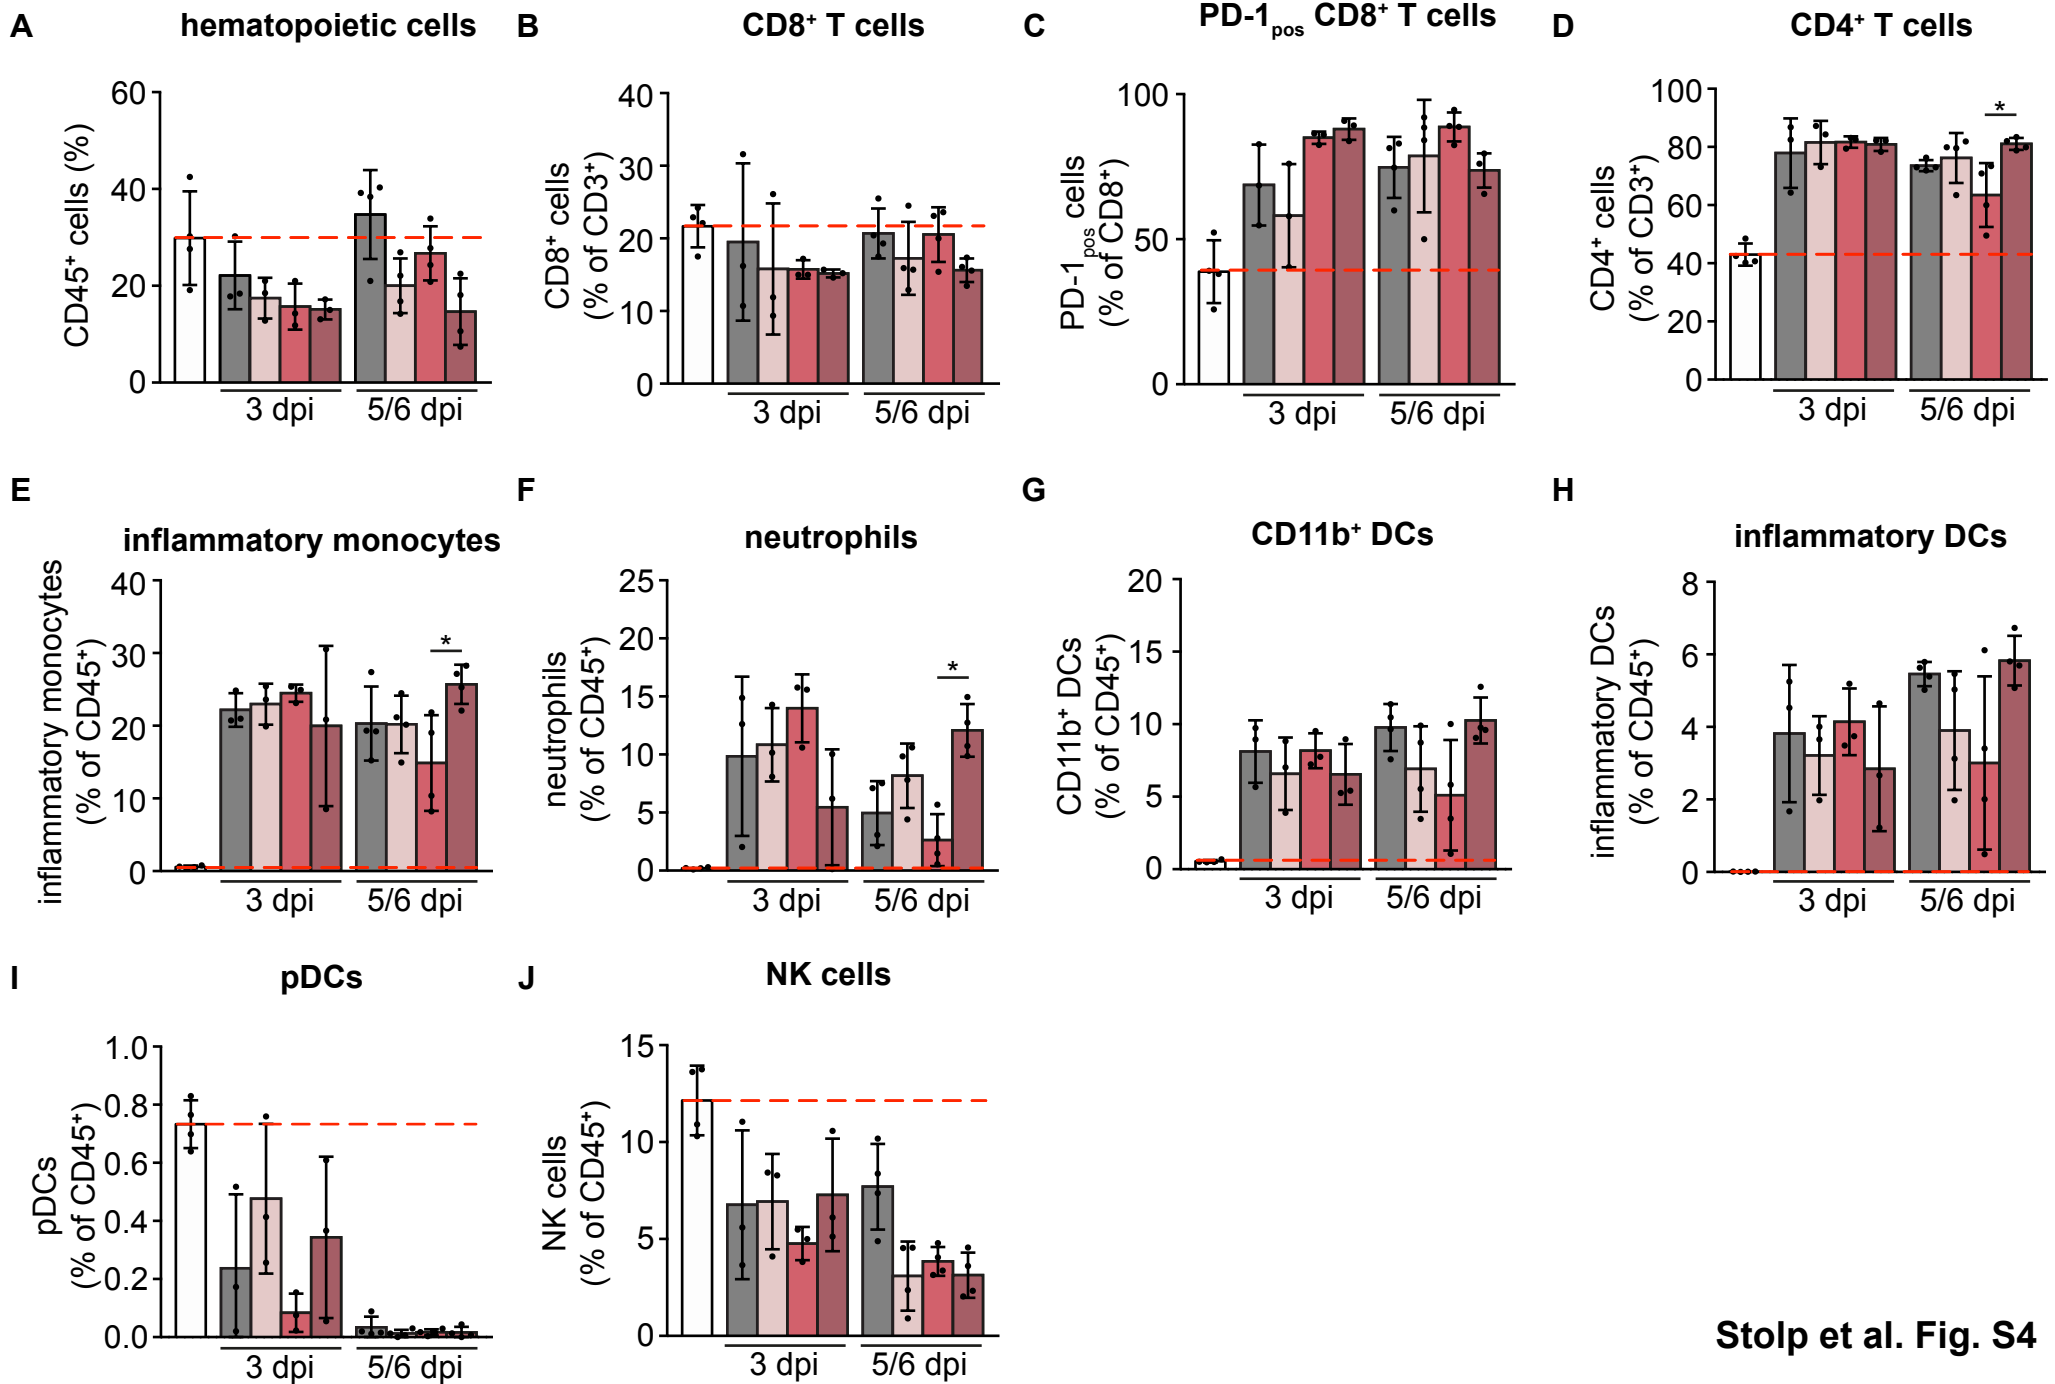 A hematopoietic cells
60
40
20
0
CD45⁺ cells (%)
3 dpi 5/6 dpi
B CD8⁺ T cells
40
30
20
10
0
CD8⁺ cells
(% of CD3⁺)
3 dpi 5/6 dpi
C PD-1pos CD8⁺ T cells
100
50
0
PD-1pos cells
(% of CD8⁺)
3 dpi 5/6 dpi
D CD4⁺ T cells
100
80
60
40
20
0
CD4⁺ cells
(% of CD3⁺)
*
3 dpi 5/6 dpi
E inflammatory monocytes
40
30
20
10
0
inflammatory monocytes
(% of CD45⁺)
*
3 dpi 5/6 dpi
F neutrophils
25
20
15
10
5
0
neutrophils
(% of CD45⁺)
*
3 dpi 5/6 dpi
G CD11b⁺ DCs
20
15
10
5
0
CD11b⁺ DCs
(% of CD45⁺)
3 dpi 5/6 dpi
H inflammatory DCs
8
6
4
2
0
inflammatory DCs
(% of CD45⁺)
3 dpi 5/6 dpi
I pDCs
1.0
0.8
0.6
0.4
0.2
0.0
pDCs
(% of CD45⁺)
3 dpi 5/6 dpi
J NK cells
15
10
5
0
NK cells
(% of CD45⁺)
3 dpi 5/6 dpi
Stolp et al. Fig. S4